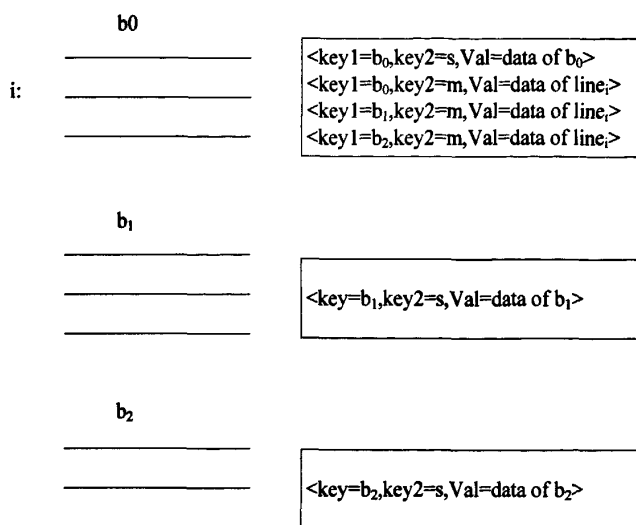 b0
<key1=b₀,key2=s,Val=data of b₀>
i:
<key1=b₀,key2=m,Val=data of lineᵢ>
<key1=b₁,key2=m,Val=data of lineᵢ>
<key1=b₂,key2=m,Val=data of lineᵢ>
b₁
<key=b₁,key2=s,Val=data of b₁>
b₂
<key=b₂,key2=s,Val=data of b₂>